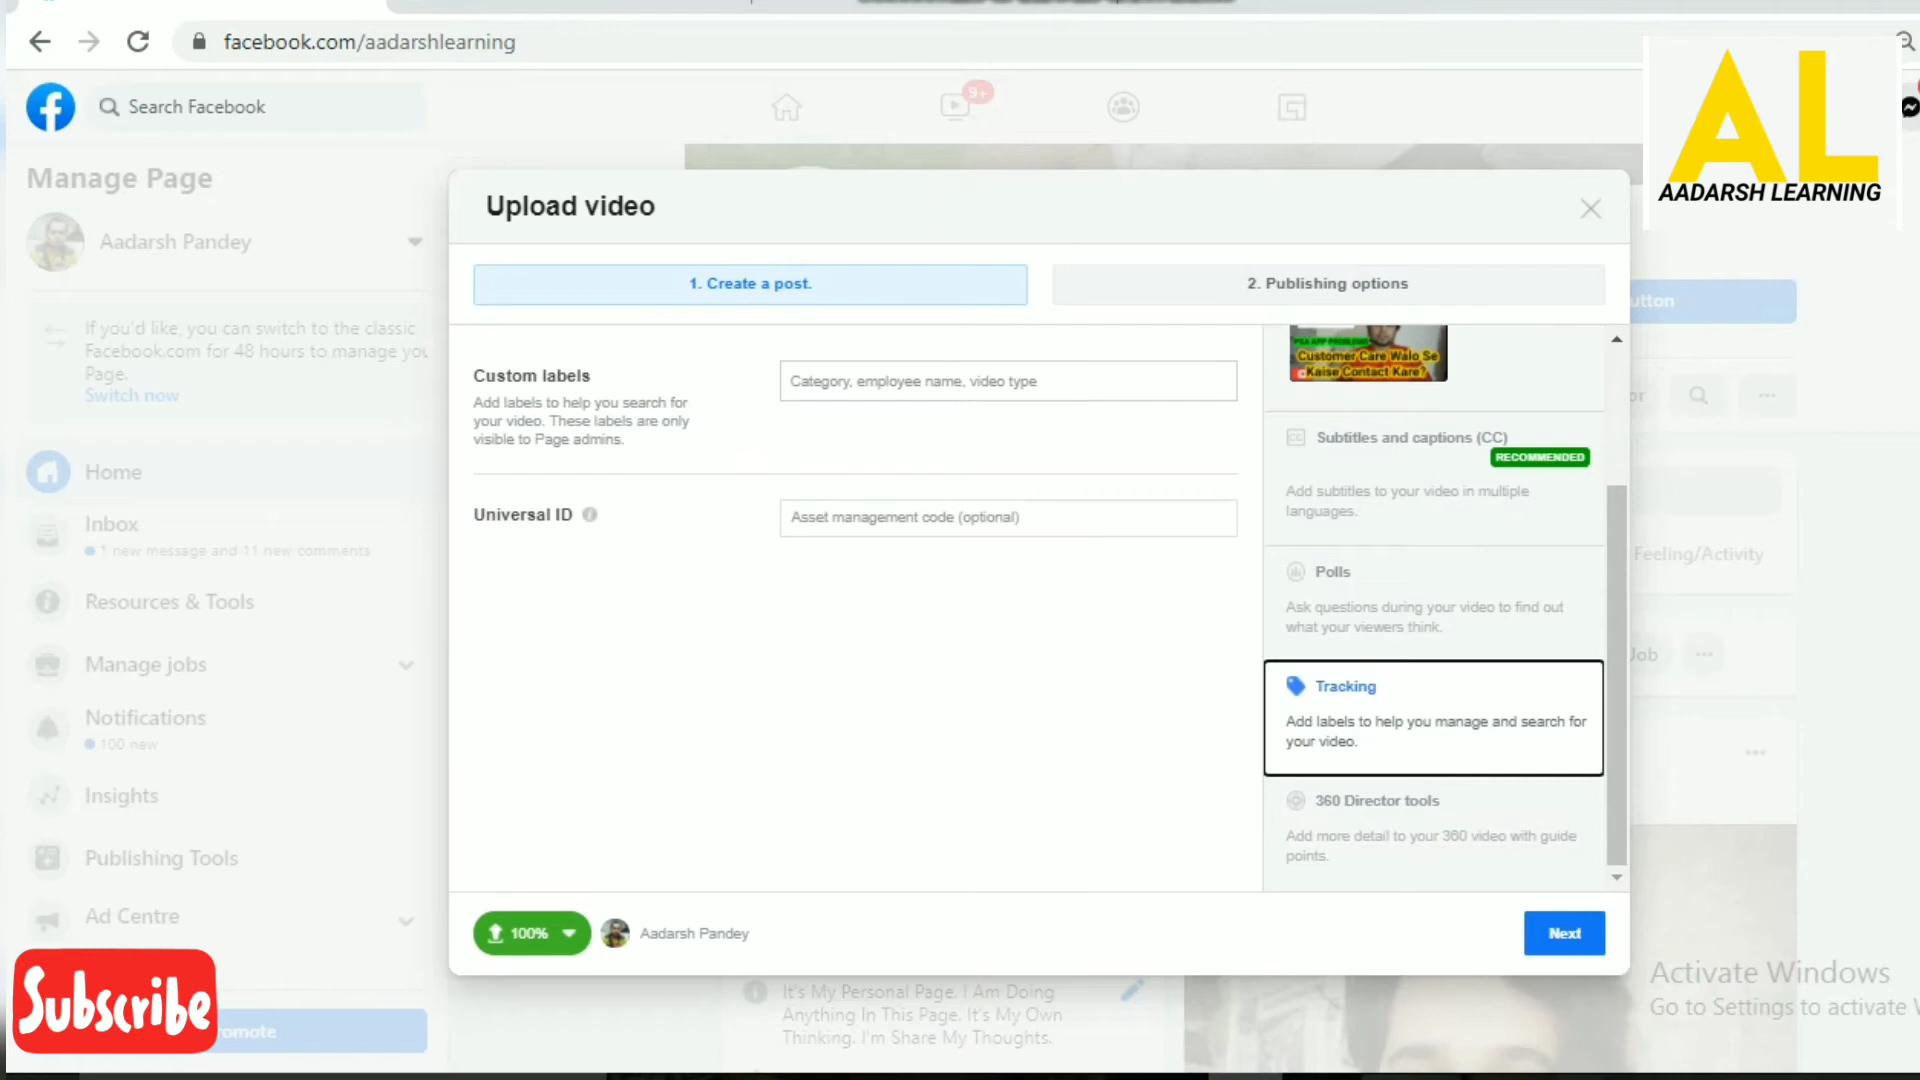 facebook.com/aadarshlearning
Search Facebook
9+
AL
AADARSH LEARNING
Manage Page
Aadarsh Pandey
If you'd like, you can switch to the classic
Facebook.com for 48 hours to manage you
Page.
Switch now
Home
Inbox
1 new message and 11 new comments
Resources & Tools
Manage jobs
Notifications
100 new
Insights
Publishing Tools
Ad Centre
Subscribe
omote
Upload video
1. Create a post.
2. Publishing options
utton
Custom labels
Add labels to help you search for
your video. These labels are only
visible to Page admins.
Category, employee name, video type
Universal ID
Asset management code (optional)
Customer Care Walo Se
Kaise Contact Kare?
Subtitles and captions (CC)
RECOMMENDED
Add subtitles to your video in multiple
languages.
Polls
Ask questions during your video to find out
what your viewers think.
Tracking
Add labels to help you manage and search for
your video.
360 Director tools
Add more detail to your 360 video with guide
points.
Feeling/Activity
Job
100%
Aadarsh Pandey
Next
It's My Personal Page. I Am Doing
Anything In This Page. It's My Own
Thinking. I'm Share My Thoughts.
Activate Windows
Go to Settings to activate